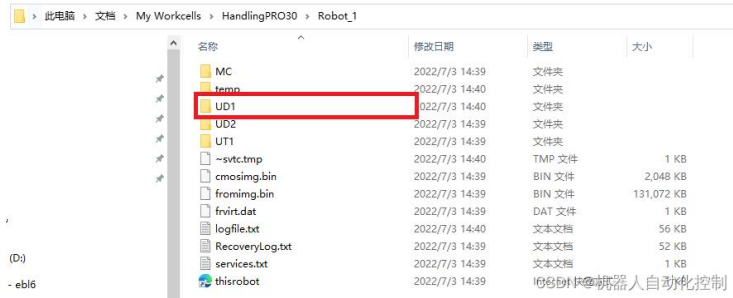 此电脑 › 文档 › My Workcells › HandlingPRO30 › Robot_1
名称 修改日期 类型 大小
MC 2022/7/3 14:39 文件夹
temp 2022/7/3 14:40 文件夹
UD1 2022/7/3 14:40 文件夹
UD2 2022/7/3 14:39 文件夹
UT1 2022/7/3 14:39 文件夹
~svtc.tmp 2022/7/3 14:40 TMP 文件 1 KB
cmosimg.bin 2022/7/3 14:39 BIN 文件 2,048 KB
fromimg.bin 2022/7/3 14:39 BIN 文件 131,072 KB
frvirt.dat 2022/7/3 14:39 DAT 文件 1 KB
logfile.txt 2022/7/3 14:40 文本文档 56 KB
RecoveryLog.txt 2022/7/3 14:39 文本文档 52 KB
(D:)
services.txt 2022/7/3 14:39 文本文档 1 KB
thisrobot 2022/7/3 14:39 Internet KB
- ebl6
CSDN @机器人自动化控制